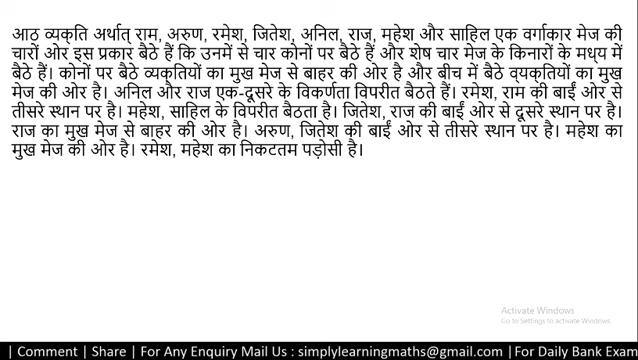 आठ व्यक्ति अर्थात् राम, अरुण, रमेश, जितेश, अनिल, राज, महेश और साहिल एक वर्गाकार मेज की
चारों ओर इस प्रकार बैठे हैं कि उनमें से चार कोनों पर बैठे हैं और शेष चार मेज के किनारों के मध्य में
बैठे हैं। कोनों पर बैठे व्यक्तियों का मुख मेज से बाहर की ओर है और बीच में बैठे व्यक्तियों का मुख
मेज की ओर है। अनिल और राज एक-दूसरे के विकर्णता विपरीत बैठते हैं। रमेश, राम की बाईं ओर से
तीसरे स्थान पर है। महेश, साहिल के विपरीत बैठता है। जितेश, राज की बाईं ओर से दूसरे स्थान पर है।
राज का मुख मेज से बाहर की ओर है। अरुण, जितेश की बाईं ओर से तीसरे स्थान पर है। महेश का
मुख मेज की ओर है। रमेश, महेश का निकटतम पड़ोसी है।
Activate Windows
Go to Settings to activate Windows.
| Comment | Share | For Any Enquiry Mail Us : simplylearningmaths@gmail.com |For Daily Bank Exam